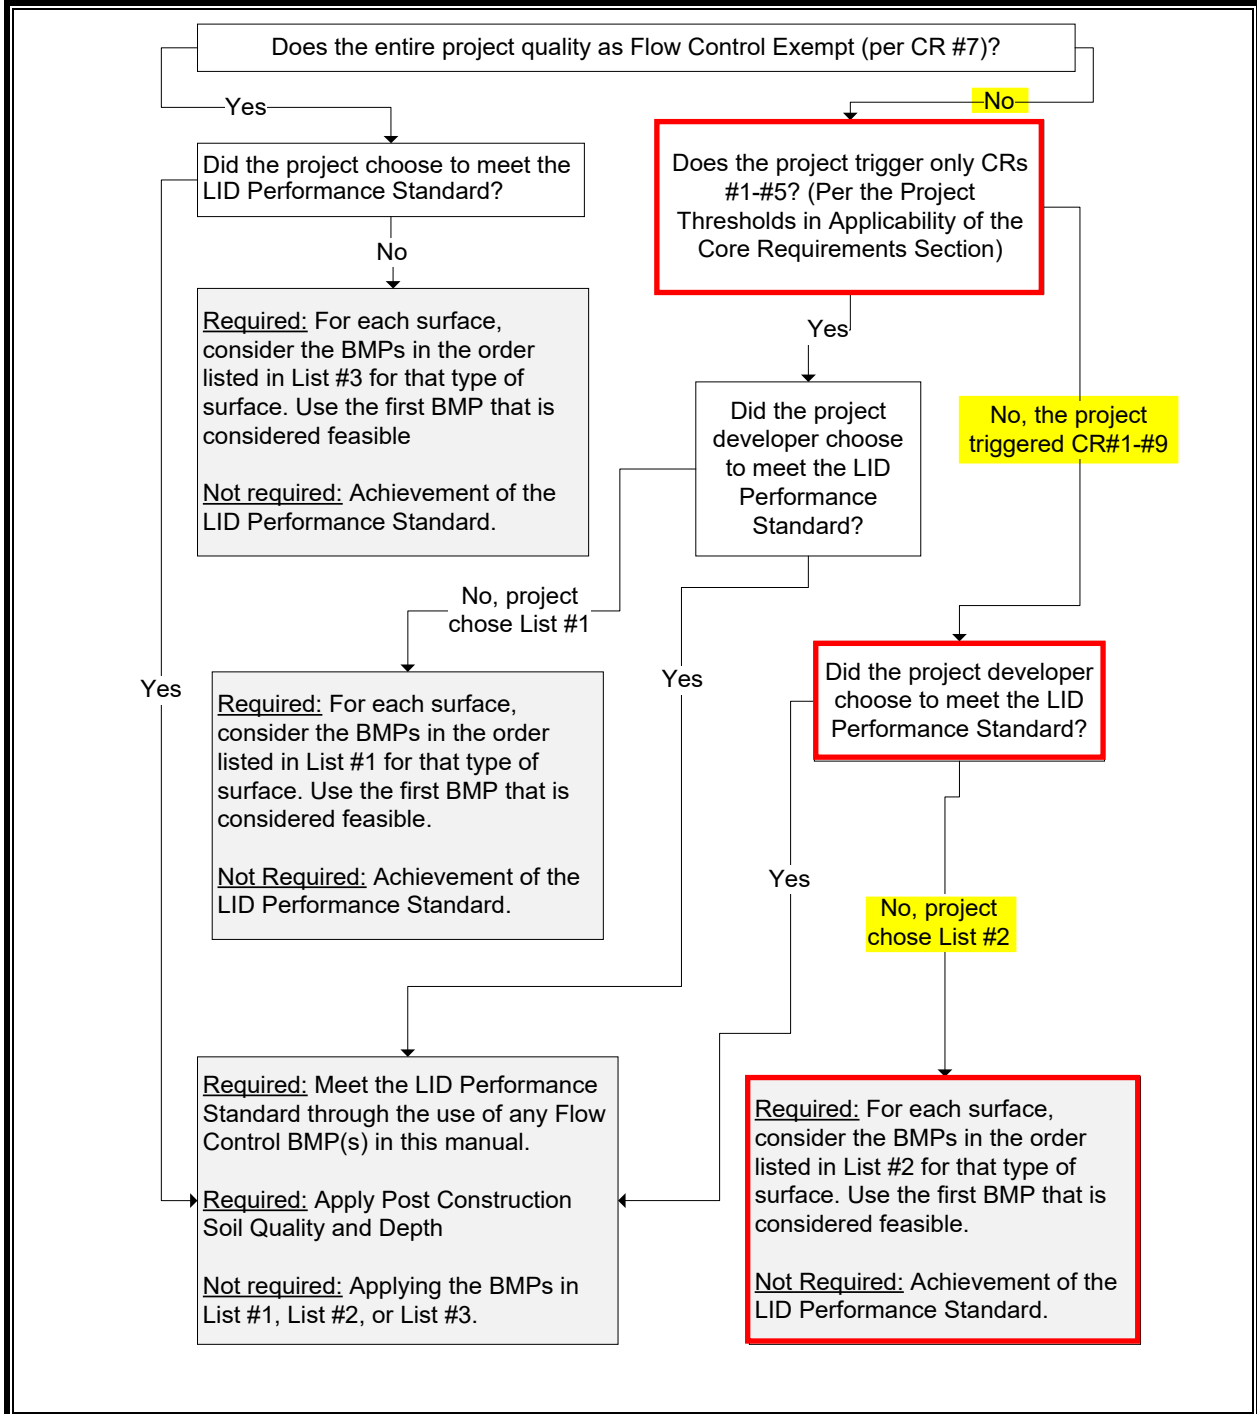 Does the entire project quality as Flow Control Exempt (per CR #7)?
Yes
No
Did the project choose to meet the
LID Performance Standard?
Does the project trigger only CRs
#1-#5? (Per the Project
Thresholds in Applicability of the
Core Requirements Section)
No
Yes
Required: For each surface,
consider the BMPs in the order
listed in List #3 for that type of
surface. Use the first BMP that is
considered feasible
Not required: Achievement of the
LID Performance Standard.
Did the project
developer choose
to meet the LID
Performance
Standard?
No, the project
triggered CR#1-#9
No, project
chose List #1
Yes
Yes
Did the project developer
choose to meet the LID
Performance Standard?
Required: For each surface,
consider the BMPs in the order
listed in List #1 for that type of
surface. Use the first BMP that is
considered feasible.
Not Required: Achievement of the
LID Performance Standard.
Yes
No, project
chose List #2
Required: Meet the LID Performance
Standard through the use of any Flow
Control BMP(s) in this manual.
Required: Apply Post Construction
Soil Quality and Depth
Not required: Applying the BMPs in
List #1, List #2, or List #3.
Required: For each surface,
consider the BMPs in the order
listed in List #2 for that type of
surface. Use the first BMP that is
considered feasible.
Not Required: Achievement of the
LID Performance Standard.